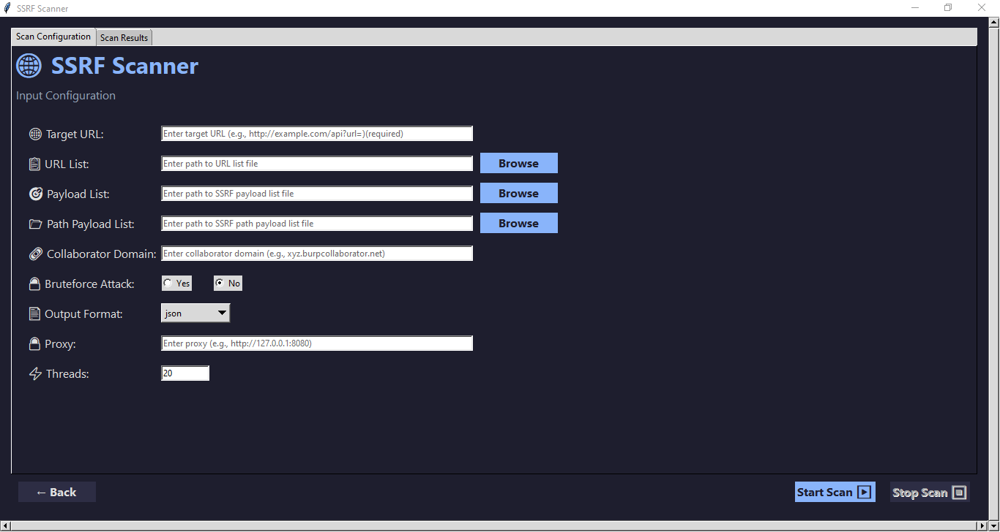 SSRF Scanner
Scan Configuration Scan Results
SSRF Scanner
Input Configuration
Target URL: Enter target URL (e.g., http://example.com/api?url=)(required)
URL List: Enter path to URL list file Browse
Payload List: Enter path to SSRF payload list file Browse
Path Payload List: Enter path to SSRF path payload list file Browse
Collaborator Domain: Enter collaborator domain (e.g., xyz.burpcollaborator.net)
Bruteforce Attack: Yes No
Output Format: json
Proxy: Enter proxy (e.g., http://127.0.0.1:8080)
Threads: 20
← Back Start Scan Stop Scan